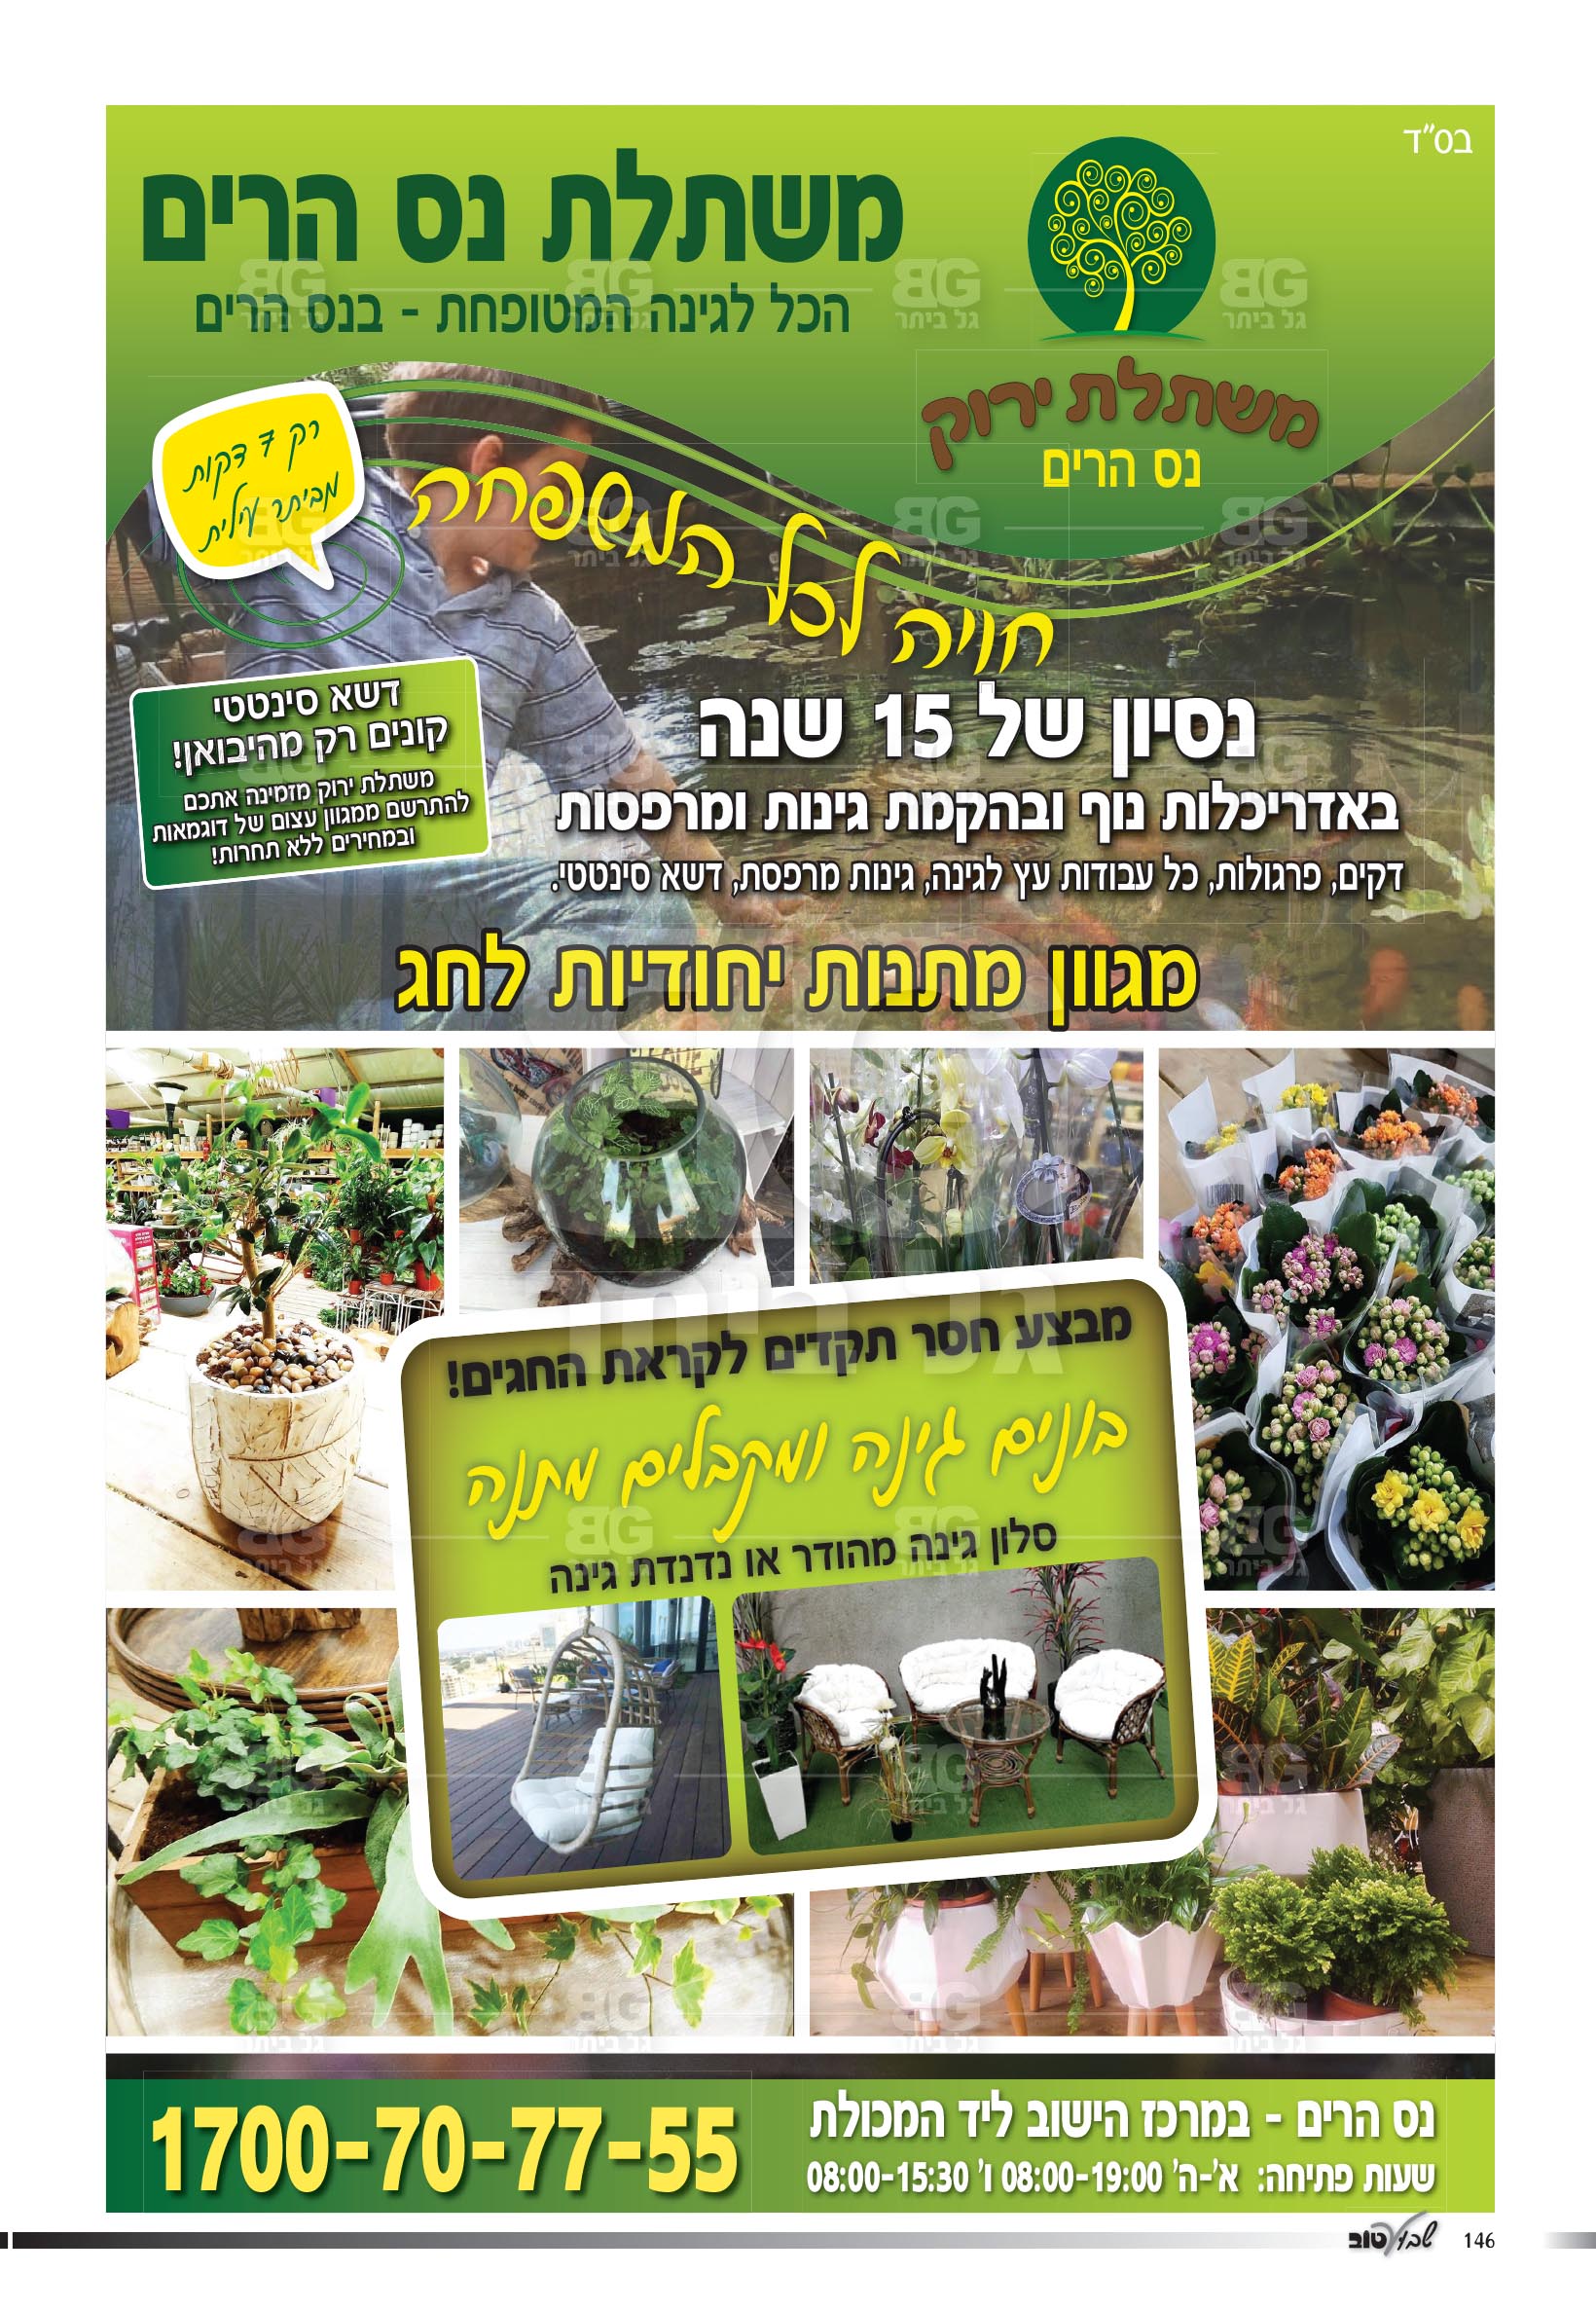 בס"ד
משתלת נס הרים
הכל לגינה המטופחת - בנס הרים
משתלת ירוק
נס הרים
רק 7 דקות
מביתר עילית
חויה לכל המשפחה
דשא סינטטי
קונים רק מהיבואן!
משתלת ירוק מזמינה אתכם
להתרשם ממגוון עצום של דוגמאות
ובמחירים ללא תחרות!
נסיון של 15 שנה
באדריכלות נוף ובהקמת גינות ומרפסות
דקים, פרגולות, כל עבודות עץ לגינה, גינות מרפסת, דשא סינטטי.
מגוון מתנות יחודיות לחג
מבצע חסר תקדים לקראת החגים!
בונים גינה ומקבלים מתנה
סלון גינה מהודר או נדנדת גינה
נס הרים - במרכז הישוב ליד המכולת
שעות פתיחה: א'-ה' 08:00-19:00 ו' 08:00-15:30
1700-70-77-55
146 שבוע טוב
BG
גל ביתר